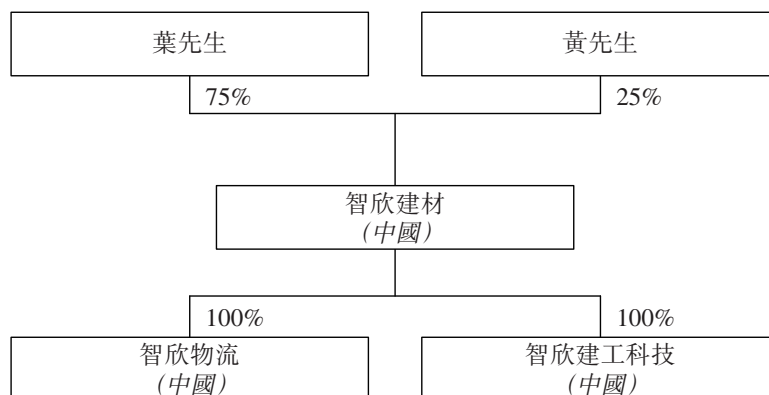 葉先生
黃先生
75%
25%
智欣建材
(中國)
100%
100%
智欣物流
(中國)
智欣建工科技
(中國)